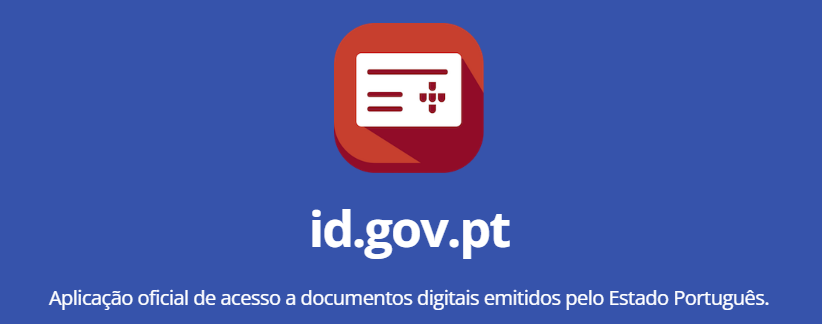 id.gov.pt
Aplicação oficial de acesso a documentos digitais emitidos pelo Estado Português.